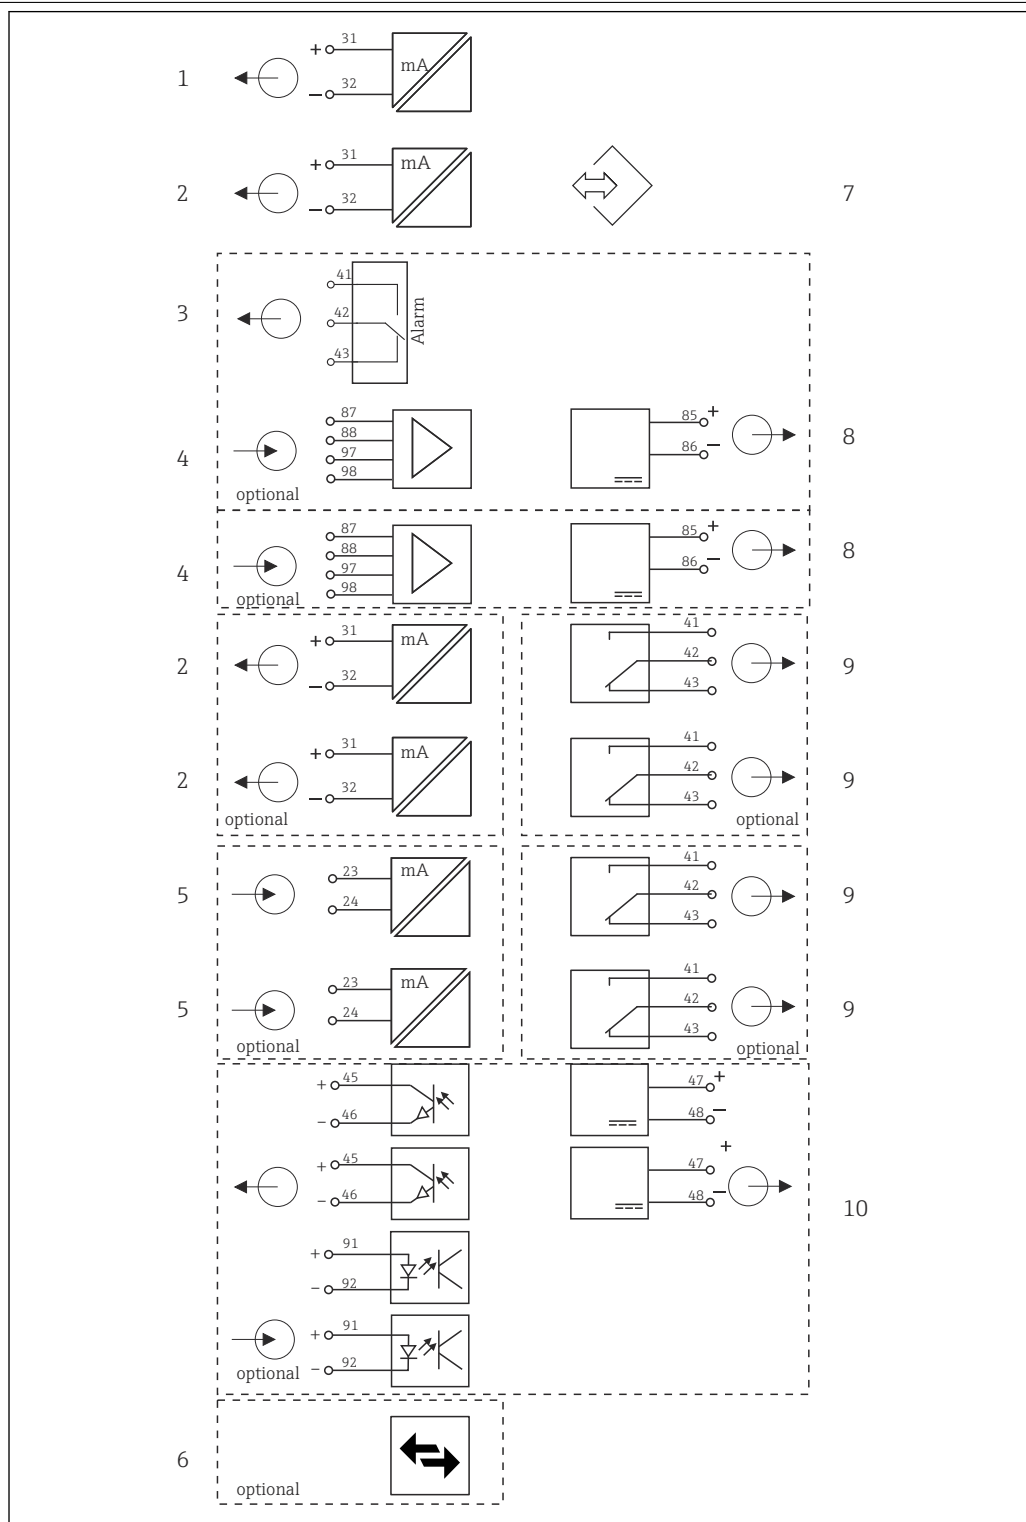 + 31
1 mA
– 32
+ 31
2 mA 7
– 32
41
3 42 Alarm
43
87 85 +
88
4 97 86 – 8
98
optional
87 85 +
88
4 97 86 – 8
98
optional
+ 31 mA 41
2 42 9
– 32 43
+ 31 mA 41
2 42 9
– 32 43
optional optional
23 mA 41
5 42 9
24 43
23 mA 41
5 42 9
24 43
optional optional
+ 45 47 +
– 46 48 –
+ 45 47 +
– 46 48 –
10
+ 91
– 92
+ 91
– 92
optional
6
optional